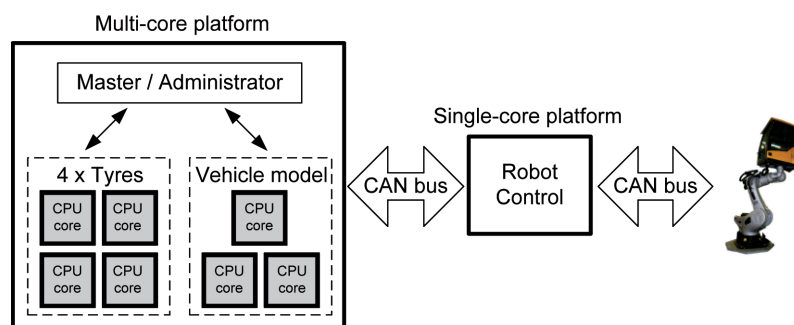 Multi-core platform
Master / Administrator
4 x Tyres
CPU
core
CPU
core
CPU
core
CPU
core
Vehicle model
CPU
core
CPU
core
CPU
core
CAN bus
Single-core platform
Robot
Control
CAN bus